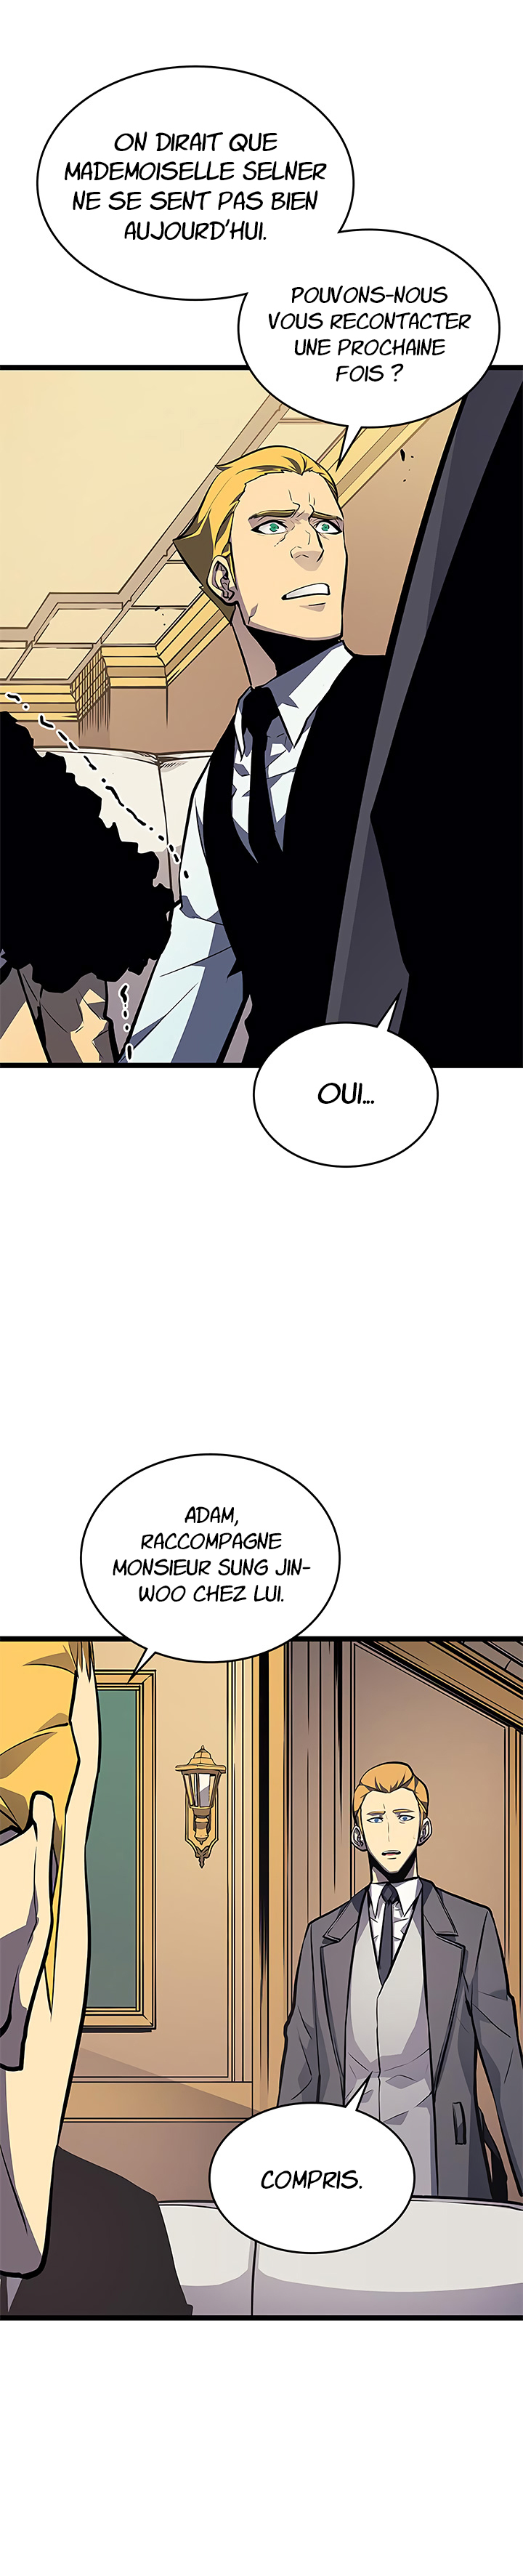 ON DIRAIT QUE
MADEMOISELLE SELNER
NE SE SENT PAS BIEN
AUJOURD'HUI.
POUVONS-NOUS
VOUS RECONTACTER
UNE PROCHAINE
FOIS ?
OUI...
ADAM,
RACCOMPAGNE
MONSIEUR SUNG JIN-
WOO CHEZ LUI.
COMPRIS.